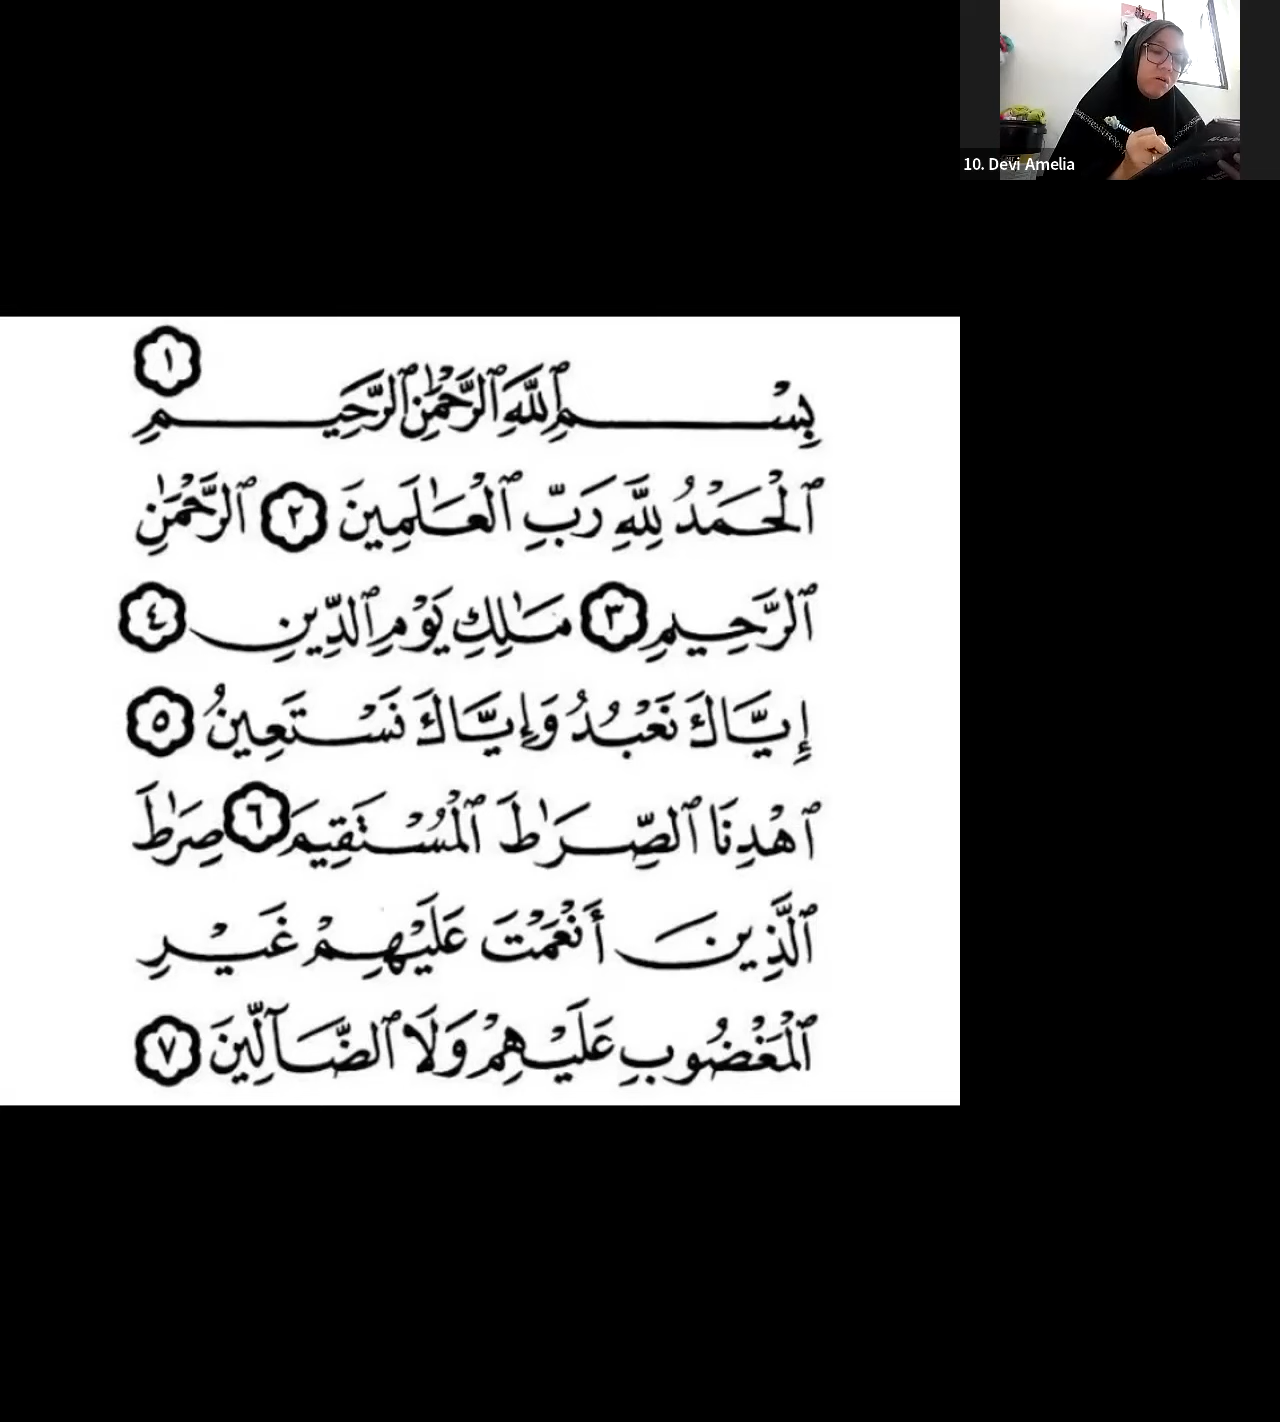 10. Devi Amelia
بِسْمِ ٱللَّهِ ٱلرَّحْمَٰنِ ٱلرَّحِيمِ ١
ٱلْحَمْدُ لِلَّهِ رَبِّ ٱلْعَٰلَمِينَ ٢ ٱلرَّحْمَٰنِ
ٱلرَّحِيمِ ٣ مَٰلِكِ يَوْمِ ٱلدِّينِ ٤
إِيَّاكَ نَعْبُدُ وَإِيَّاكَ نَسْتَعِينُ ٥
ٱهْدِنَا ٱلصِّرَٰطَ ٱلْمُسْتَقِيمَ ٦ صِرَٰطَ
ٱلَّذِينَ أَنْعَمْتَ عَلَيْهِمْ غَيْرِ
ٱلْمَغْضُوبِ عَلَيْهِمْ وَلَا ٱلضَّآلِّينَ ٧